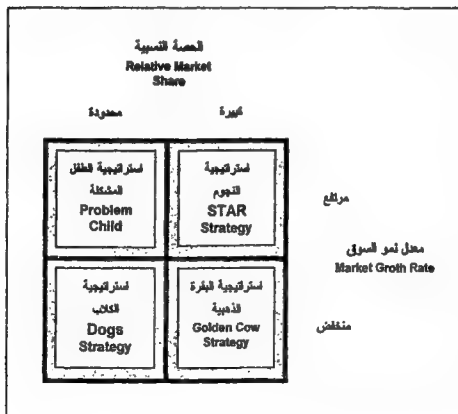 الحصة النسبية
Relative Market
Share
كبيرة
محدودة
استراتيجية
النجوم
STAR
Strategy
استراتيجية الطفل
المشكلة
Problem
Child
مرتفع
معدل نمو السوق
Market Groth Rate
استراتيجية البقرة
الذهبية
Golden Cow
Strategy
استراتيجية
الكلاب
Dogs
Strategy
منخفض